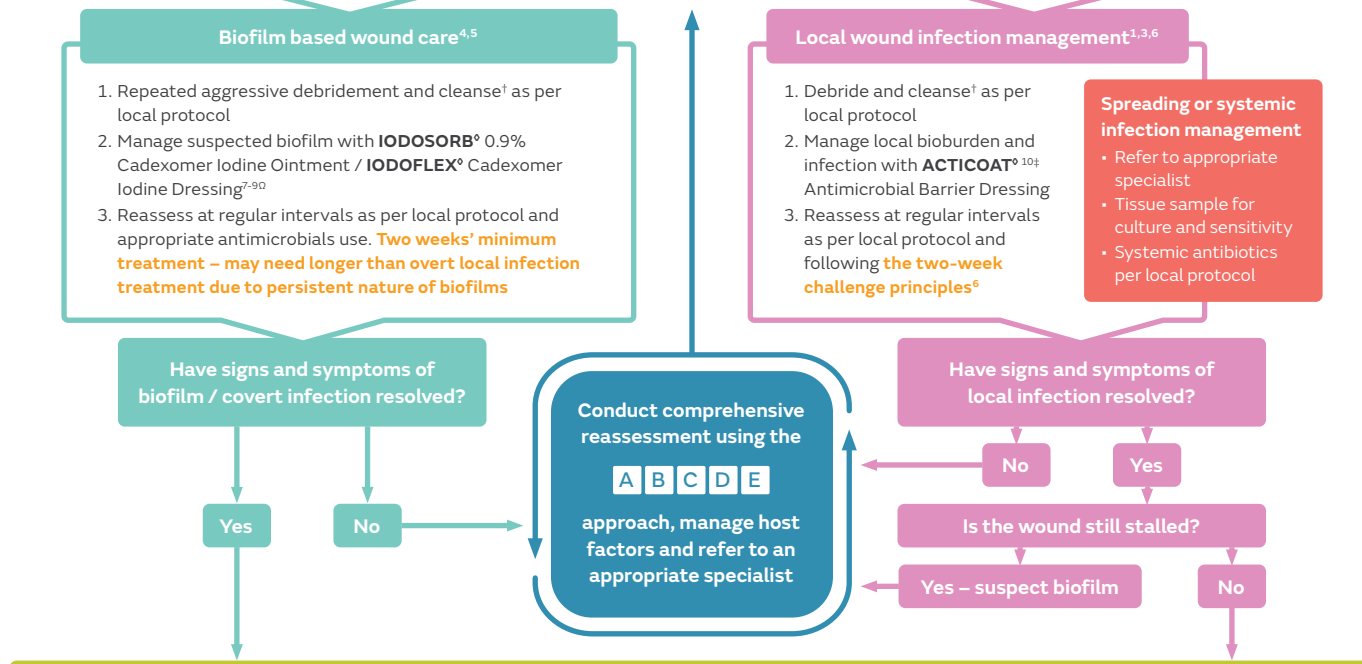 Biofilm based wound care4,5
1. Repeated aggressive debridement and cleanse† as per
local protocol
2. Manage suspected biofilm with IODOSORB◊ 0.9%
Cadexomer Iodine Ointment / IODOFLEX◊ Cadexomer
Iodine Dressing7-9Ω
3. Reassess at regular intervals as per local protocol and
appropriate antimicrobials use. Two weeks’ minimum
treatment – may need longer than overt local infection
treatment due to persistent nature of biofilms
Have signs and symptoms of
biofilm / covert infection resolved?
Yes
No
Conduct comprehensive
reassessment using the
A B C D E
approach, manage host
factors and refer to an
appropriate specialist
Local wound infection management1,3,6
1. Debride and cleanse† as per
local protocol
2. Manage local bioburden and
infection with ACTICOAT◊ 10‡
Antimicrobial Barrier Dressing
3. Reassess at regular intervals
as per local protocol and
following the two-week
challenge principles6
Spreading or systemic
infection management
• Refer to appropriate
specialist
• Tissue sample for
culture and sensitivity
• Systemic antibiotics
per local protocol
Have signs and symptoms of
local infection resolved?
No
Yes
Is the wound still stalled?
Yes – suspect biofilm
No